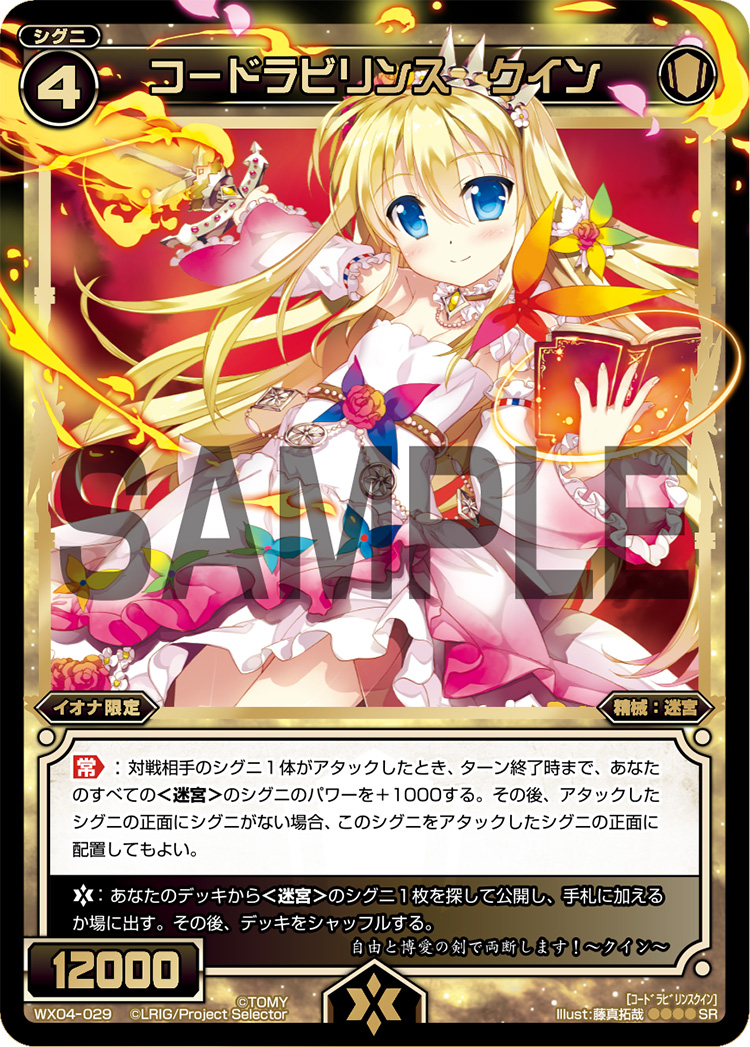 シグニ
4
コードラビリンス　クイン
SAMPLE
イオナ限定
精械：迷宮
常：対戦相手のシグニ１体がアタックしたとき、ターン終了時まで、あなた
のすべての＜迷宮＞のシグニのパワーを＋1000する。その後、アタックした
シグニの正面にシグニがない場合、このシグニをアタックしたシグニの正面に
配置してもよい。
：あなたのデッキから＜迷宮＞のシグニ１枚を探して公開し、手札に加える
か場に出す。その後、デッキをシャッフルする。
自由と博愛の剣で両断します！～クイン～
12000
©TOMY
WX04-029 ©LRIG/Project Selector
[ｺｰﾄﾞﾗﾋﾞﾘﾝｽｸｲﾝ]
Illust:藤真拓哉 SR